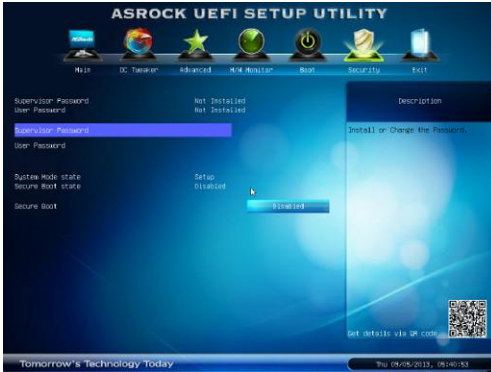 ASROCK UEFI SETUP UTILITY
Main OC Tweaker Advanced H/W Monitor Boot Security Exit
Supervisor Password Not Installed
User Password Not Installed
Supervisor Password
User Password
System Mode state Setup
Secure Boot state Disabled
Secure Boot Disabled
Description
Install or Change the Password.
Get details via QR code
Tomorrow's Technology Today
Thu 09/05/2013, 05:40:53